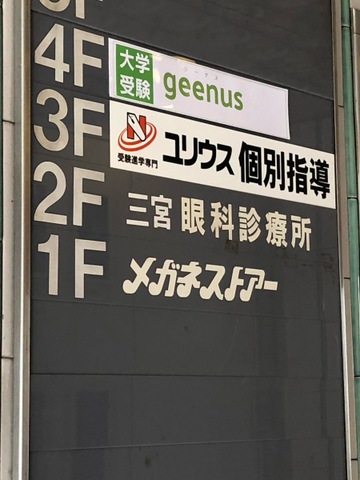 4F
大学
受験
geenus
3F
N
受験進学専門
ユリウス 個別指導
2F
三宮 眼科診療所
1F
メガネストアー